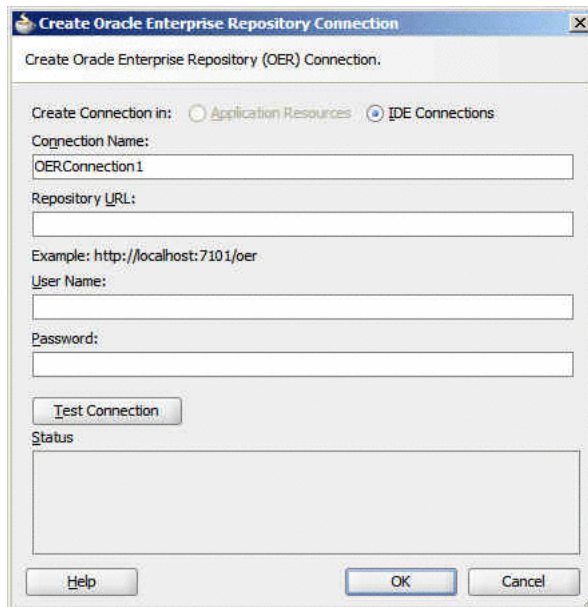 Create Oracle Enterprise Repository Connection
Create Oracle Enterprise Repository (OER) Connection.
Create Connection in: Application Resources IDE Connections
Connection Name:
OERConnection1
Repository URL:
Example: http://localhost:7101/oer
User Name:
Password:
Test Connection
Status
Help OK Cancel